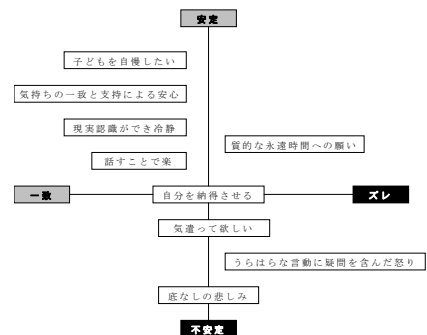 安定
子どもを自慢したい
気持ちの一致と支持による安心
現実認識ができ冷静
質的な永遠時間への願い
話すことで楽
一致
自分を納得させる
ズレ
気遣って欲しい
うらはらな言動に疑問を含んだ怒り
底なしの悲しみ
不安定